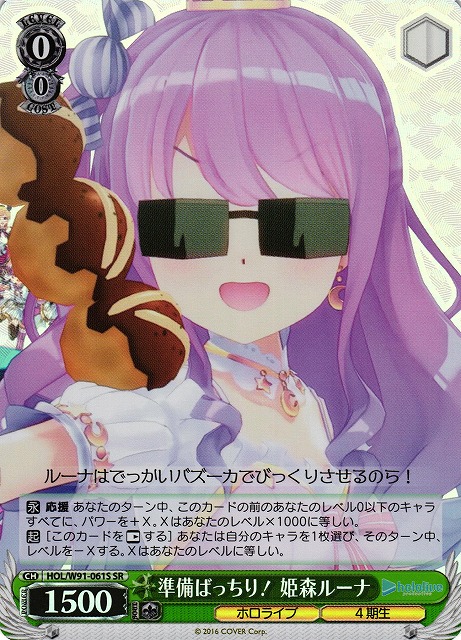 LEVEL
0
0
COST
ルーナはでっかいバズーカでびっくりさせるのら!
永 応援 あなたのターン中、このカードの前のあなたのレベル0以下のキャラ
すべてに、パワーを+X。Xはあなたのレベル×1000に等しい。
起 [このカードを する] あなたは自分のキャラを1枚選び、そのターン中、
レベルを-Xする。Xはあなたのレベルに等しい。
CH HOL/W91-061S SR
POWER 1500
準備ばっちり! 姫森ルーナ
hololive
ホロライブ 4期生
© 2016 COVER Corp.